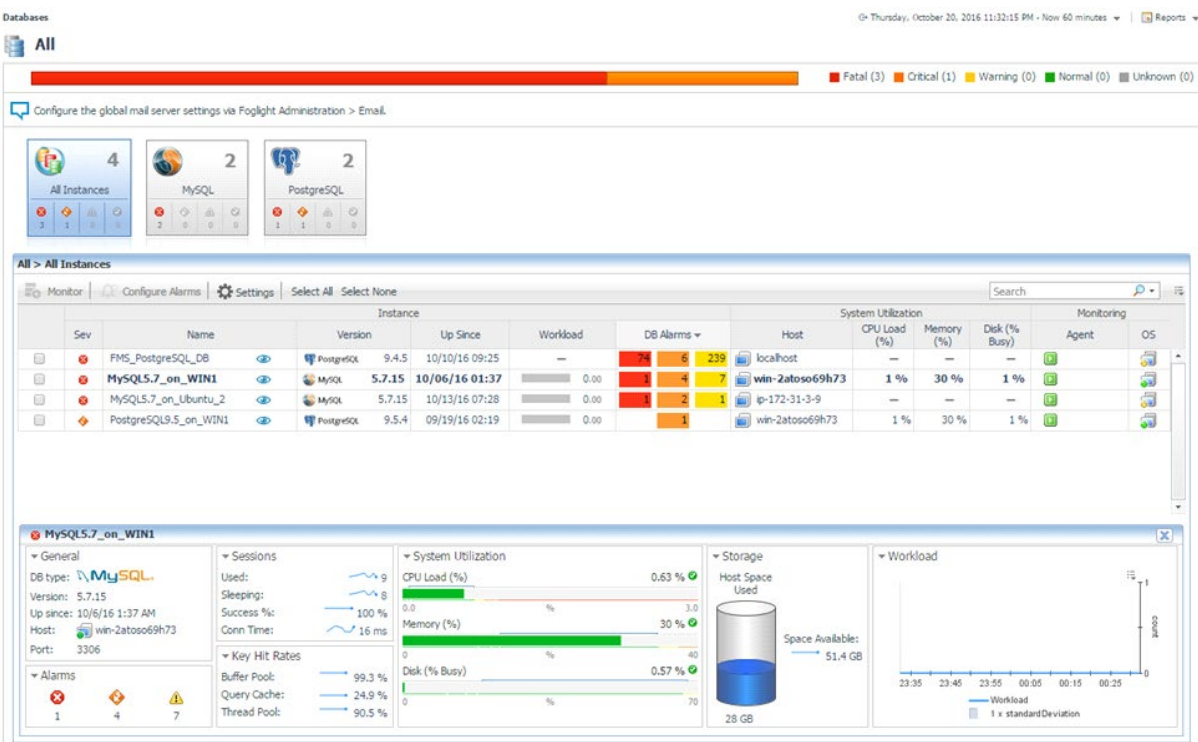 Databases
Thursday, October 20, 2016 11:32:15 PM - Now 60 minutes Reports
All
Fatal (3) Critical (1) Warning (0) Normal (0) Unknown (0)
Configure the global mail server settings via Foglight Administration > Email.
4 2 2
All Instances MySQL PostgreSQL
3 1 0 0 2 0 0 0 1 1 0 0
All > All Instances
Monitor Configure Alarms Settings Select All Select None Search
Instance System Utilization Monitoring
Sev Name Version Up Since Workload DB Alarms Host CPU Load (%) Memory (%) Disk (% Busy) Agent OS
FMS_PostgreSQL_DB PostgreSQL 9.4.5 10/10/16 09:25 – 74 6 239 localhost – – –
MySQL5.7_on_WIN1 MySQL 5.7.15 10/06/16 01:37 0.00 1 4 7 win-2atoso69h73 1 % 30 % 1 %
MySQL5.7_on_Ubuntu_2 MySQL 5.7.15 10/13/16 07:28 0.00 1 2 1 ip-172-31-3-9 – – –
PostgreSQL9.5_on_WIN1 PostgreSQL 9.5.4 09/19/16 02:19 0.00 1 win-2atoso69h73 1 % 30 % 1 %
MySQL5.7_on_WIN1
General
DB type: MySQL.
Version: 5.7.15
Up since: 10/6/16 1:37 AM
Host: win-2atoso69h73
Port: 3306
Alarms
1 4 7
Sessions
Used: 9
Sleeping: 8
Success %: 100 %
Conn Time: 16 ms
Key Hit Rates
Buffer Pool: 99.3 %
Query Cache: 24.9 %
Thread Pool: 90.5 %
System Utilization
CPU Load (%) 0.63 %
0.0 % 3.0
Memory (%) 30 %
0 % 40
Disk (% Busy) 0.57 %
0 % 70
Storage
Host Space
Used
Space Available:
51.4 GB
28 GB
Workload
1
count
0
23:35 23:45 23:55 00:05 00:15 00:25
Workload
1 x standardDeviation